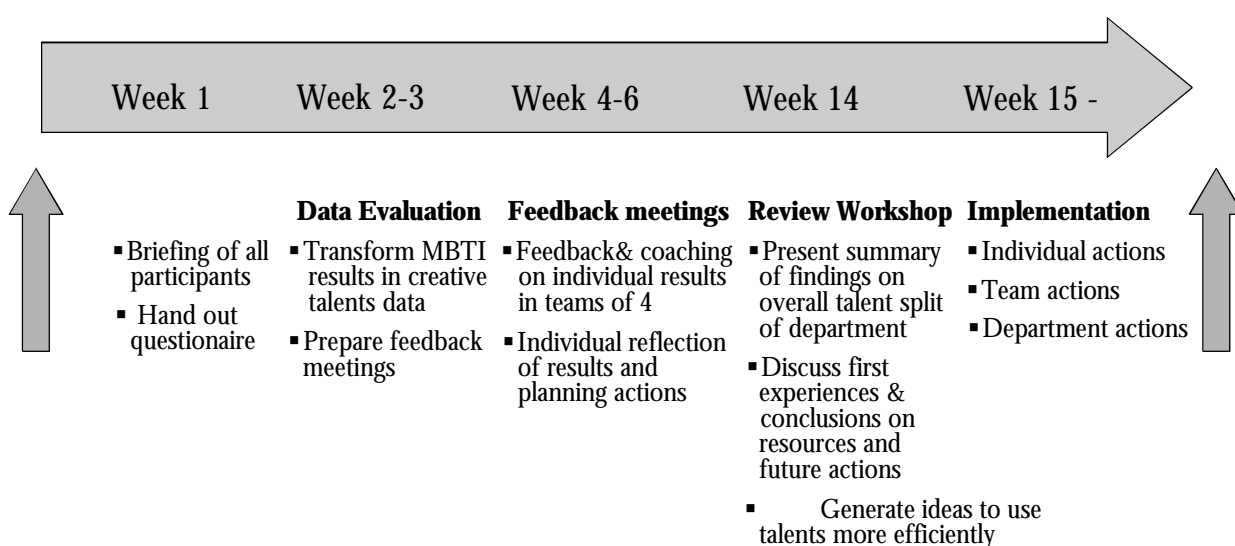 Week 1
Week 2-3
Week 4-6
Week 14
Week 15 -
▪ Briefing of all
participants
▪ Hand out
questionaire
Data Evaluation
▪ Transform MBTI
results in creative
talents data
▪ Prepare feedback
meetings
Feedback meetings
▪ Feedback& coaching
on individual results
in teams of 4
▪ Individual reflection
of results and
planning actions
Review Workshop
▪ Present summary
of findings on
overall talent split
of department
▪ Discuss first
experiences &
conclusions on
resources and
future actions
▪ Generate ideas to use
talents more efficiently
Implementation
▪ Individual actions
▪ Team actions
▪ Department actions